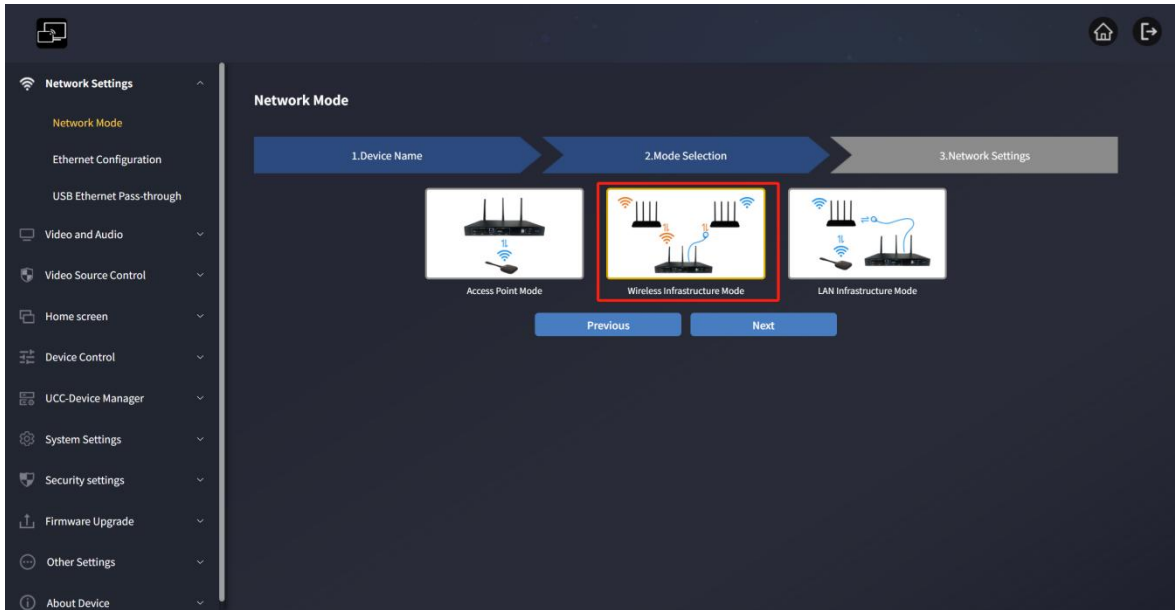 Network Settings
Network Mode
Ethernet Configuration
USB Ethernet Pass-through
Video and Audio
Video Source Control
Home screen
Device Control
UCC-Device Manager
System Settings
Security settings
Firmware Upgrade
Other Settings
About Device
Network Mode
1.Device Name
2.Mode Selection
3.Network Settings
Access Point Mode
Wireless Infrastructure Mode
LAN Infrastructure Mode
Previous
Next